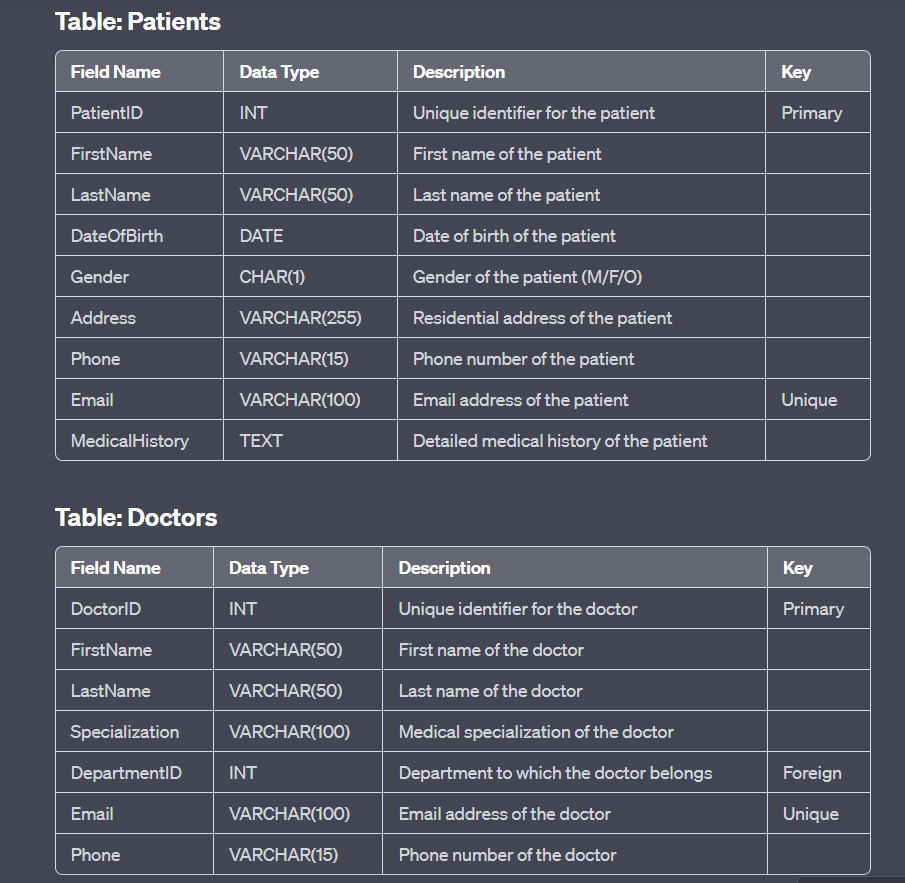 Table: Patients
Field Name Data Type Description Key
PatientID INT Unique identifier for the patient Primary
FirstName VARCHAR(50) First name of the patient
LastName VARCHAR(50) Last name of the patient
DateOfBirth DATE Date of birth of the patient
Gender CHAR(1) Gender of the patient (M/F/O)
Address VARCHAR(255) Residential address of the patient
Phone VARCHAR(15) Phone number of the patient
Email VARCHAR(100) Email address of the patient Unique
MedicalHistory TEXT Detailed medical history of the patient
Table: Doctors
Field Name Data Type Description Key
DoctorID INT Unique identifier for the doctor Primary
FirstName VARCHAR(50) First name of the doctor
LastName VARCHAR(50) Last name of the doctor
Specialization VARCHAR(100) Medical specialization of the doctor
DepartmentID INT Department to which the doctor belongs Foreign
Email VARCHAR(100) Email address of the doctor Unique
Phone VARCHAR(15) Phone number of the doctor